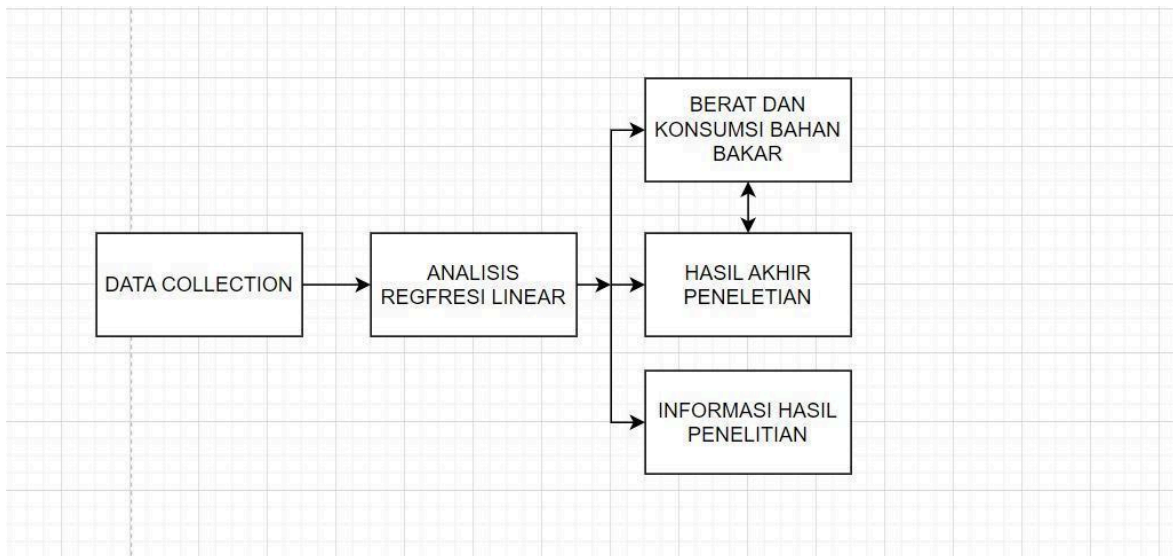 BERAT DAN
KONSUMSI BAHAN
BAKAR
DATA COLLECTION
ANALISIS
REGFRESI LINEAR
HASIL AKHIR
PENELETIAN
INFORMASI HASIL
PENELITIAN